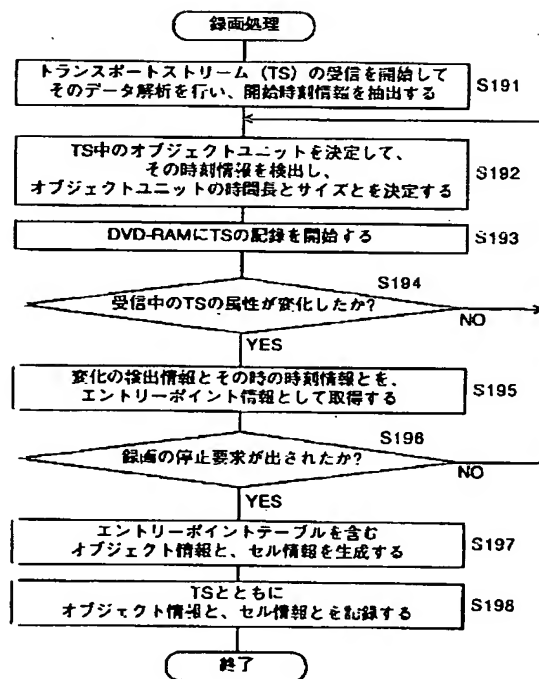 録画処理
トランスポートストリーム（TS）の受信を開始して
そのデータ解析を行い、開始時刻情報を抽出する
S191
TS中のオブジェクトユニットを決定して、
その時刻情報を検出し、
オブジェクトユニットの時間長とサイズとを決定する
S192
DVD-RAMにTSの記録を開始する
S193
S194
受信中のTSの属性が変化したか?
NO
YES
変化の検出情報とその時の時刻情報とを、
エントリーポイント情報として取得する
S195
S196
録画の停止要求が出されたか?
NO
YES
エントリーポイントテーブルを含む
オブジェクト情報と、セル情報を生成する
S197
TSとともに
オブジェクト情報と、セル情報とを記録する
S198
終了